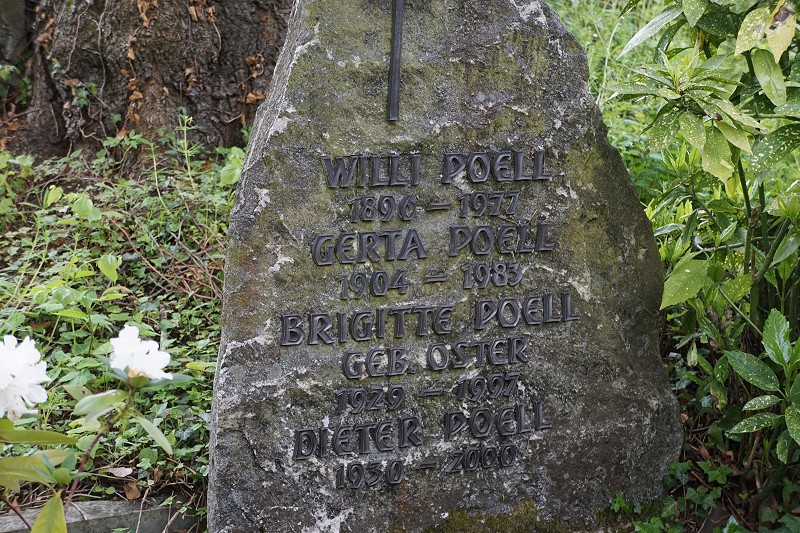 WILLI POELL
1896 – 1977
GERTA POELL
1904 – 1983
BRIGITTE POELL
GEB. OSTER
1929 – 1997
DIETER POELL
1930 – 2000